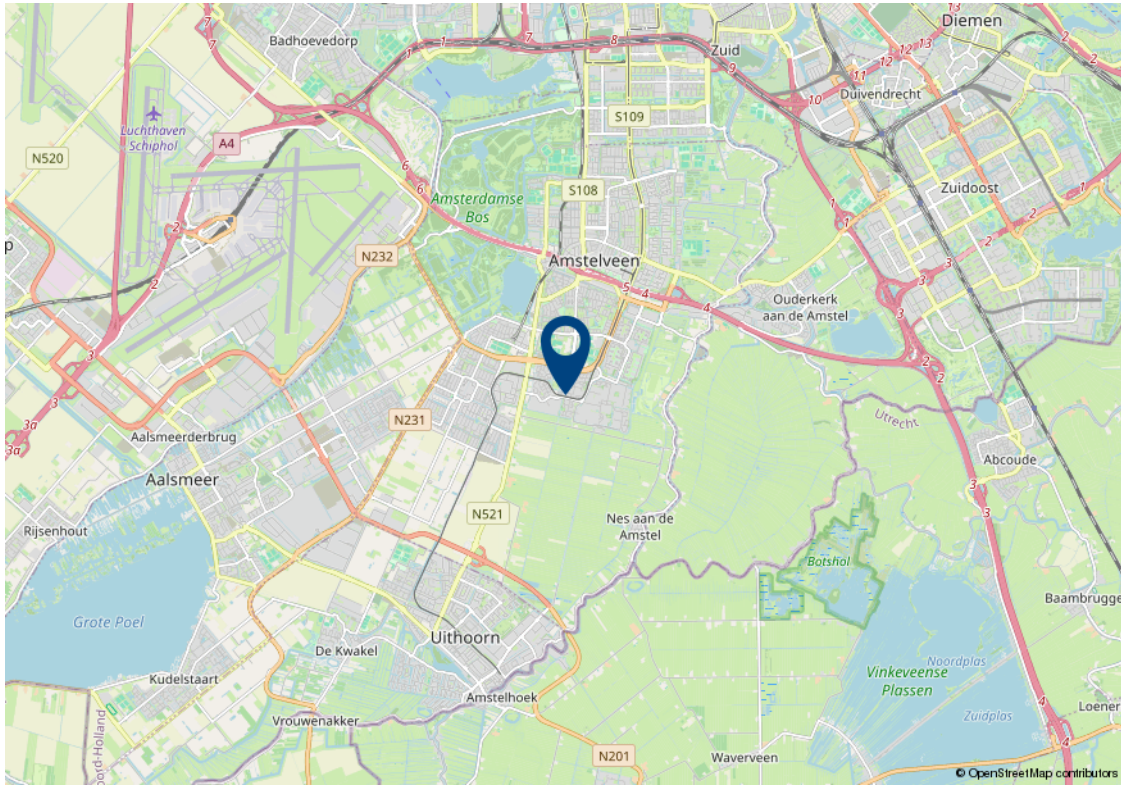 Diemen
Badhoevedorp
Zuid
Duivendrecht
S109
Luchthaven
Schiphol
A4
N520
Zuidoost
S108
Amsterdamse
Bos
N232
Amstelveen
Ouderkerk
aan de Amstel
N231
Utrecht
Aalsmeerderbrug
Abcoude
Aalsmeer
N521
Nes aan de
Amstel
Rijsenhout
Botshol
Baambrugge
Grote Poel
Uithoorn
De Kwakel
Noordplas
Vinkeveense
Plassen
Kudelstaart
Amstelhoek
Vrouwenakker
Zuidplas
Loener
oord-Holland
N201
Waverveen
© OpenStreetMap contributors